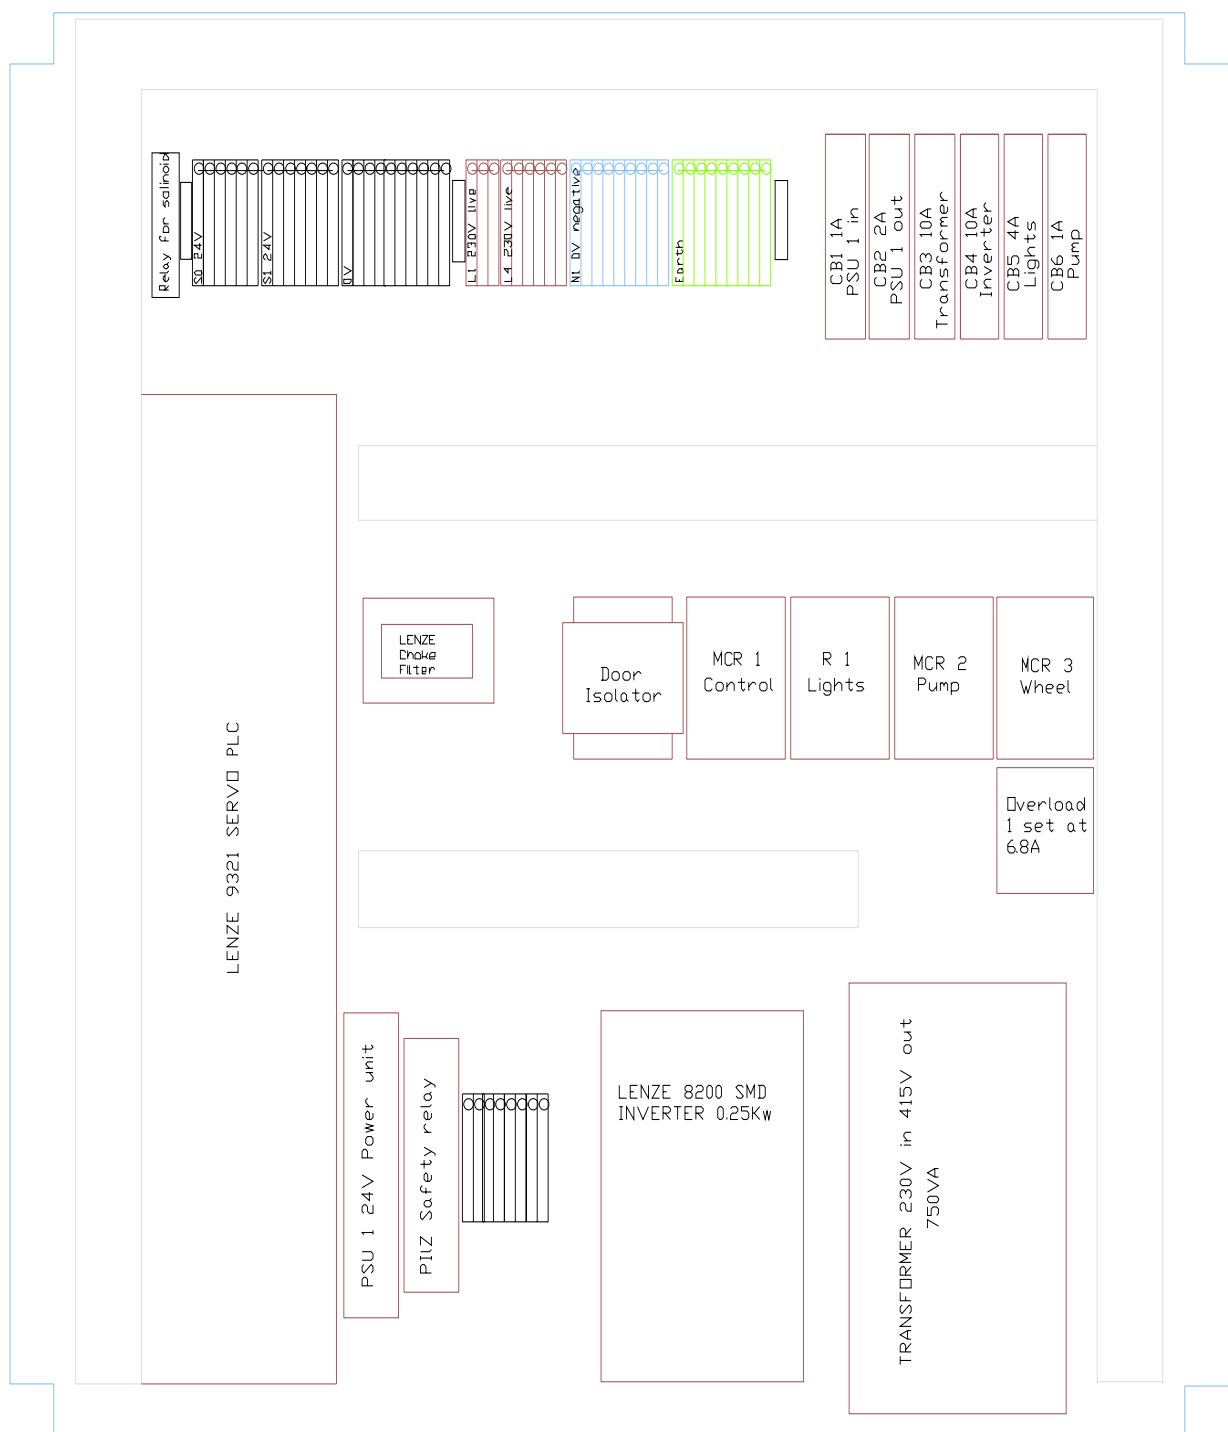 Relay for salinoid
S0 24V
S1 24V
0V
L1 230V live
L4 230V live
N1 0V negative
Earth
CB1 1A
PSU 1 in
CB2 2A
PSU 1 out
CB3 10A
Transformer
CB4 10A
Inverter
CB5 4A
Lights
CB6 1A
Pump
LENZE
Choke
Filter
Door
Isolator
MCR 1
Control
R 1
Lights
MCR 2
Pump
MCR 3
Wheel
Overload
1 set at
6.8A
LENZE 9321 SERVO PLC
PSU 1 24V Power unit
PIlZ Safety relay
LENZE 8200 SMD
INVERTER 0.25Kw
TRANSFORMER 230V in 415V out
750VA